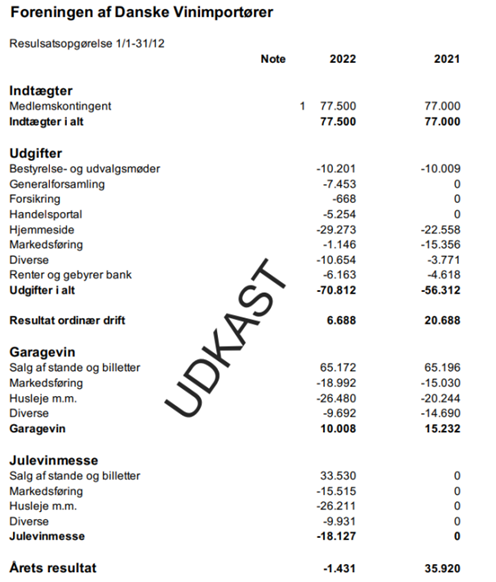 Foreningen af Danske Vinimportører
Resulsatsopgørelse 1/1-31/12
Note 2022 2021
Indtægter
Medlemskontingent 1 77.500 77.000
Indtægter i alt 77.500 77.000
Udgifter
Bestyrelse- og udvalgsmøder -10.201 -10.009
Generalforsamling -7.453 0
Forsikring -668 0
Handelsportal -5.254 0
Hjemmeside -29.273 -22.558
Markedsføring -1.146 -15.356
Diverse -10.654 -3.771
Renter og gebyrer bank -6.163 -4.618
Udgifter i alt -70.812 -56.312
Resultat ordinær drift 6.688 20.688
Garagevin
Salg af stande og billetter 65.172 65.196
Markedsføring -18.992 -15.030
Husleje m.m. -26.480 -20.244
Diverse -9.692 -14.690
Garagevin 10.008 15.232
Julevinmesse
Salg af stande og billetter 33.530 0
Markedsføring -15.515 0
Husleje m.m. -26.211 0
Diverse -9.931 0
Julevinmesse -18.127 0
Årets resultat -1.431 35.920
UDKAST